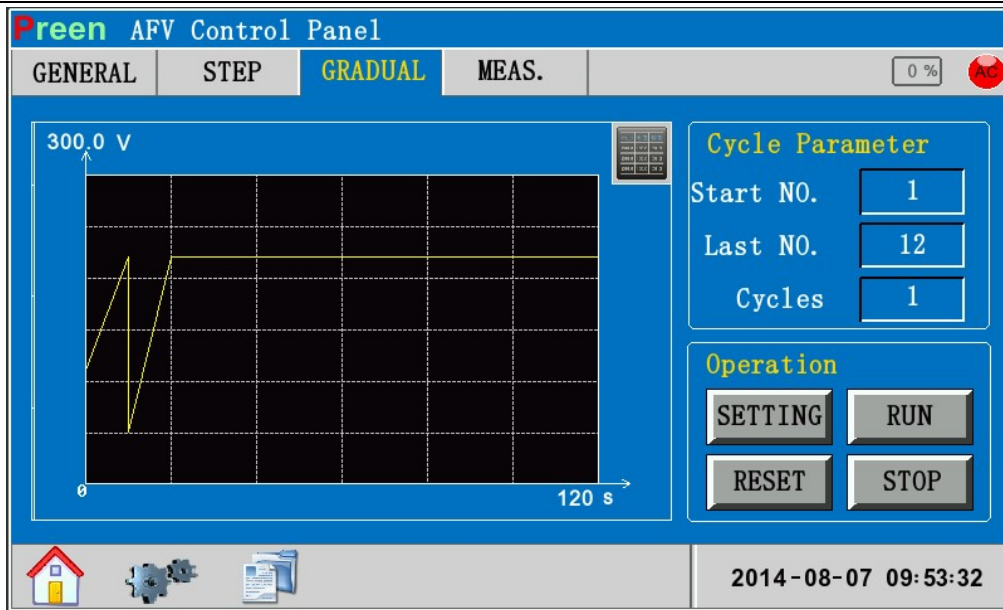 Preen AFV Control Panel
GENERAL STEP GRADUAL MEAS. 0 % AC
300.0 V
0
120 s
Cycle Parameter
Start NO. 1
Last NO. 12
Cycles 1
Operation
SETTING RUN
RESET STOP
2014-08-07 09:53:32